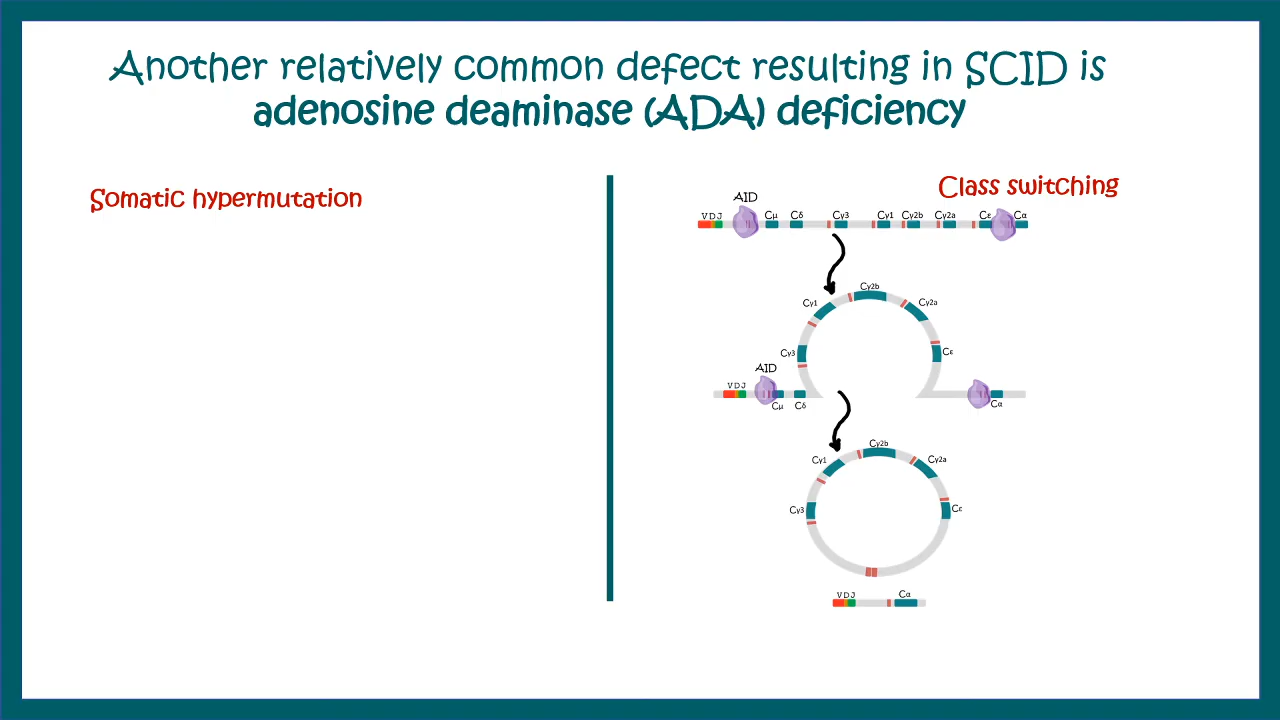 Another relatively common defect resulting in SCID is
adenosine deaminase (ADA) deficiency
Somatic hypermutation
Class switching
AID
V D J Cμ Cδ Cγ3 Cγ1 Cγ2b Cγ2a Cε Cα
Cγ2b
Cγ1 Cγ2a
Cγ3 Cε
AID
V D J
Cμ Cδ Cα
Cγ2b
Cγ1 Cγ2a
Cγ3 Cε
V D J Cα